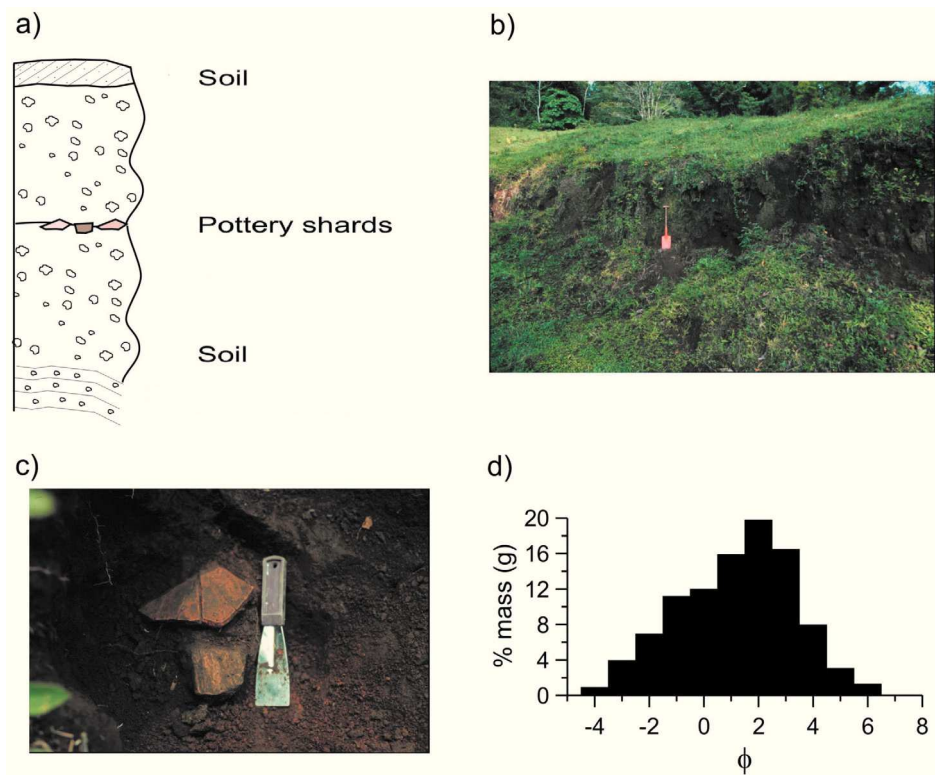 a)
Soil
Pottery shards
Soil
b)
c)
d)
20
16
12
8
4
0
% mass (g)
-4 -2 0 2 4 6 8
ϕ